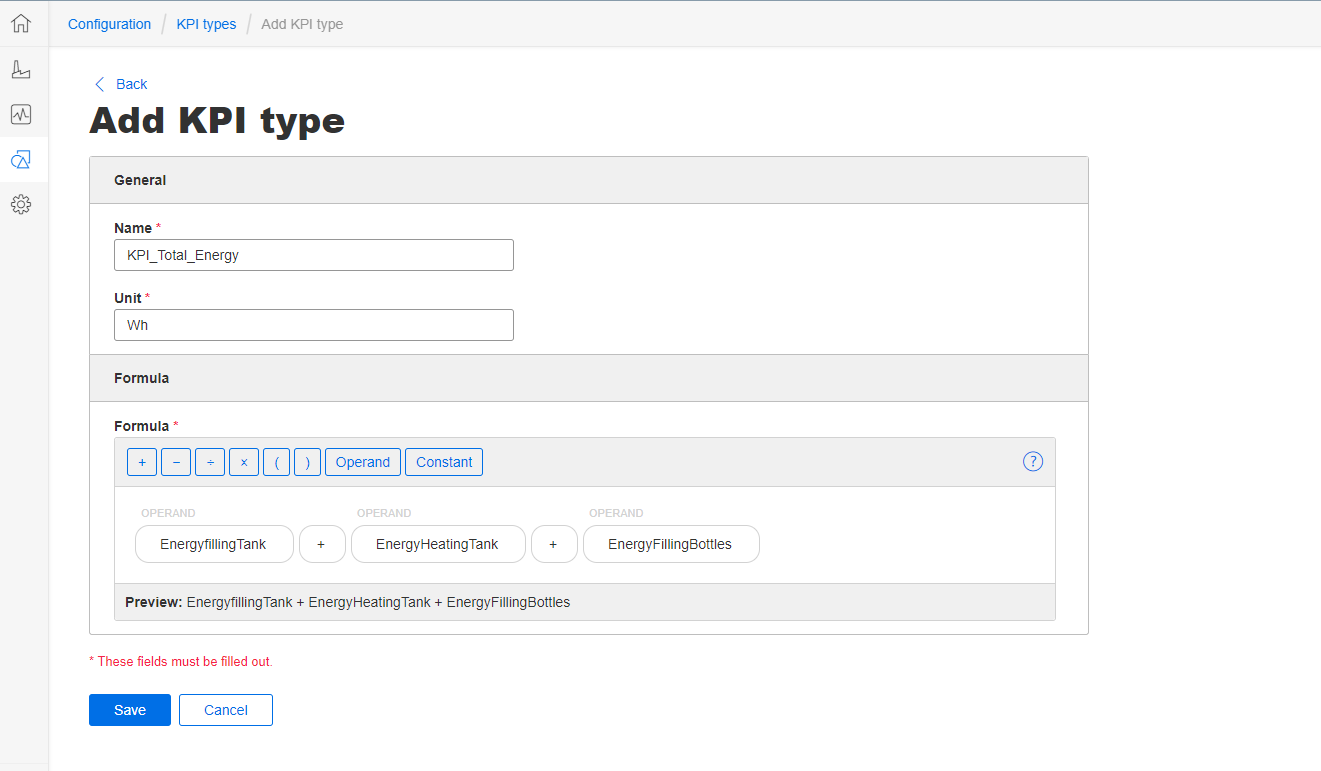 Configuration / KPI types / Add KPI type
Back
Add KPI type
General
Name *
KPI_Total_Energy
Unit *
Wh
Formula
Formula *
+ − ÷ × ( ) Operand Constant ?
OPERAND OPERAND OPERAND
EnergyfillingTank + EnergyHeatingTank + EnergyFillingBottles
Preview: EnergyfillingTank + EnergyHeatingTank + EnergyFillingBottles
* These fields must be filled out.
Save Cancel